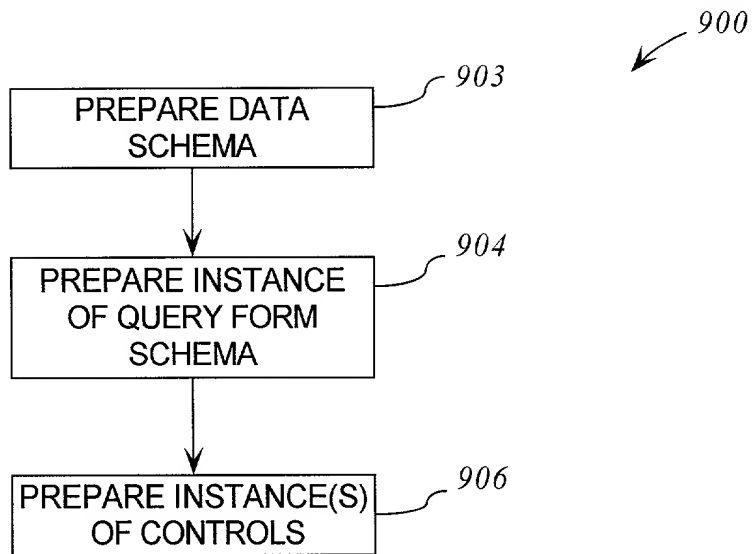 900
903
PREPARE DATA
SCHEMA
904
PREPARE INSTANCE
OF QUERY FORM
SCHEMA
906
PREPARE INSTANCE(S)
OF CONTROLS